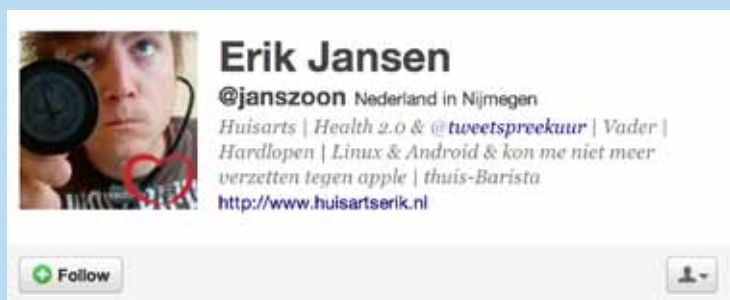 Erik Jansen
@janszoon Nederland in Nijmegen
Huisarts | Health 2.0 & @tweetspreekuur | Vader |
Hardlopen | Linux & Android & kon me niet meer
verzetten tegen apple | thuis-Barista
http://www.huisartserik.nl
Follow